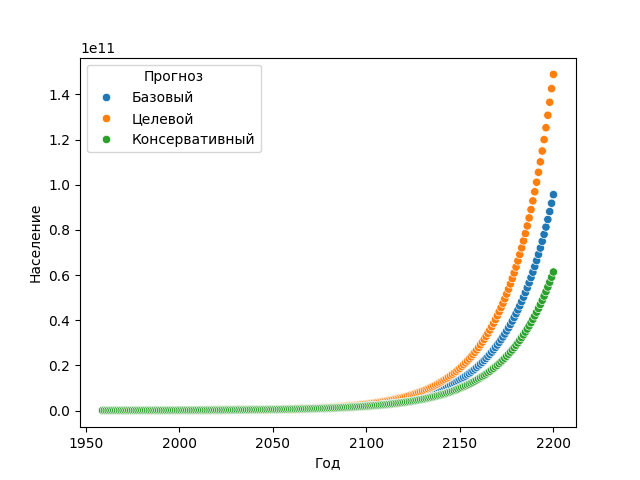 1e11
Прогноз
Базовый
Целевой
Консервативный
1.4
1.2
1.0
0.8
0.6
0.4
0.2
0.0
Население
1950
2000
2050
2100
2150
2200
Год